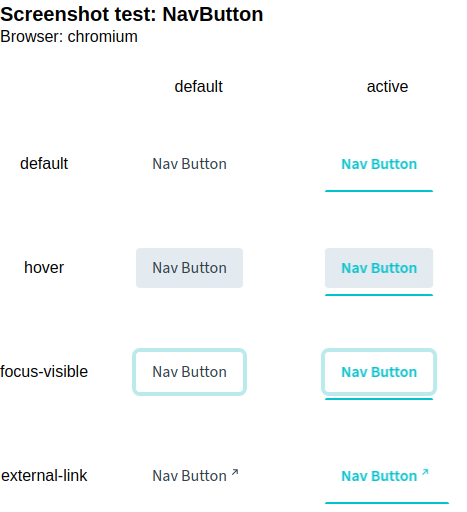 Screenshot test: NavButton
Browser: chromium
default active
default Nav Button Nav Button
hover Nav Button Nav Button
focus-visible Nav Button Nav Button
external-link Nav Button ↗ Nav Button ↗